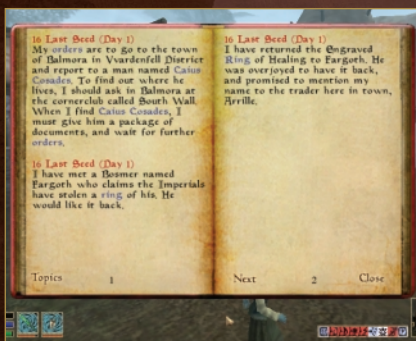 16 Last Seed (Day 1)
My orders are to go to the town
of Balmora in Vvardenfell District
and report to a man named Caius
Cosades. To find out where he
lives, I should ask in Balmora at
the cornerclub called South Wall.
When I find Caius Cosades, I
must give him a package of
documents, and wait for further
orders.
16 Last Seed (Day 1)
I have met a Bosmer named
Fargoth who claims the Imperials
have stolen a ring of his. He
would like it back.
Topics
1
16 Last Seed (Day 1)
I have returned the Engraved
Ring of Healing to Fargoth. He
was overjoyed to have it back,
and promised to mention my
name to the trader here in town,
Arrille.
Next
2
Close